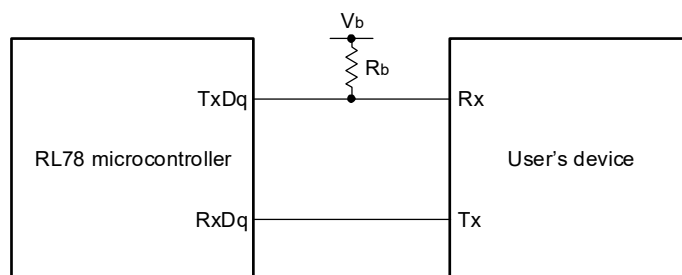 Vb
Rb
TxDq
Rx
RL78 microcontroller
User’s device
RxDq
Tx